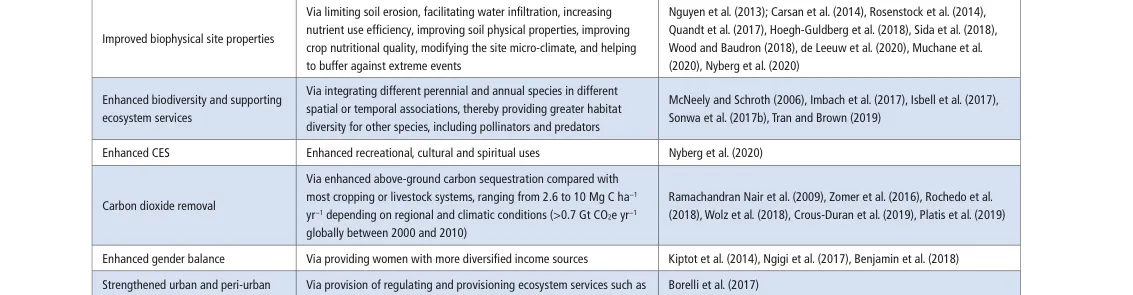 Improved biophysical site properties
Via limiting soil erosion, facilitating water infiltration, increasing
nutrient use efficiency, improving soil physical properties, improving
crop nutritional quality, modifying the site micro-climate, and helping
to buffer against extreme events
Nguyen et al. (2013); Carsan et al. (2014), Rosenstock et al. (2014),
Quandt et al. (2017), Hoegh-Guldberg et al. (2018), Sida et al. (2018),
Wood and Baudron (2018), de Leeuw et al. (2020), Muchane et al.
(2020), Nyberg et al. (2020)
Enhanced biodiversity and supporting
ecosystem services
Via integrating different perennial and annual species in different
spatial or temporal associations, thereby providing greater habitat
diversity for other species, including pollinators and predators
McNeely and Schroth (2006), Imbach et al. (2017), Isbell et al. (2017),
Sonwa et al. (2017b), Tran and Brown (2019)
Enhanced CES
Enhanced recreational, cultural and spiritual uses
Nyberg et al. (2020)
Carbon dioxide removal
Via enhanced above-ground carbon sequestration compared with
most cropping or livestock systems, ranging from 2.6 to 10 Mg C ha⁻¹
yr⁻¹ depending on regional and climatic conditions (>0.7 Gt CO₂e yr⁻¹
globally between 2000 and 2010)
Ramachandran Nair et al. (2009), Zomer et al. (2016), Rochedo et al.
(2018), Wolz et al. (2018), Crous-Duran et al. (2019), Platis et al. (2019)
Enhanced gender balance
Via providing women with more diversified income sources
Kiptot et al. (2014), Ngigi et al. (2017), Benjamin et al. (2018)
Strengthened urban and peri-urban
Via provision of regulating and provisioning ecosystem services such as
Borelli et al. (2017)